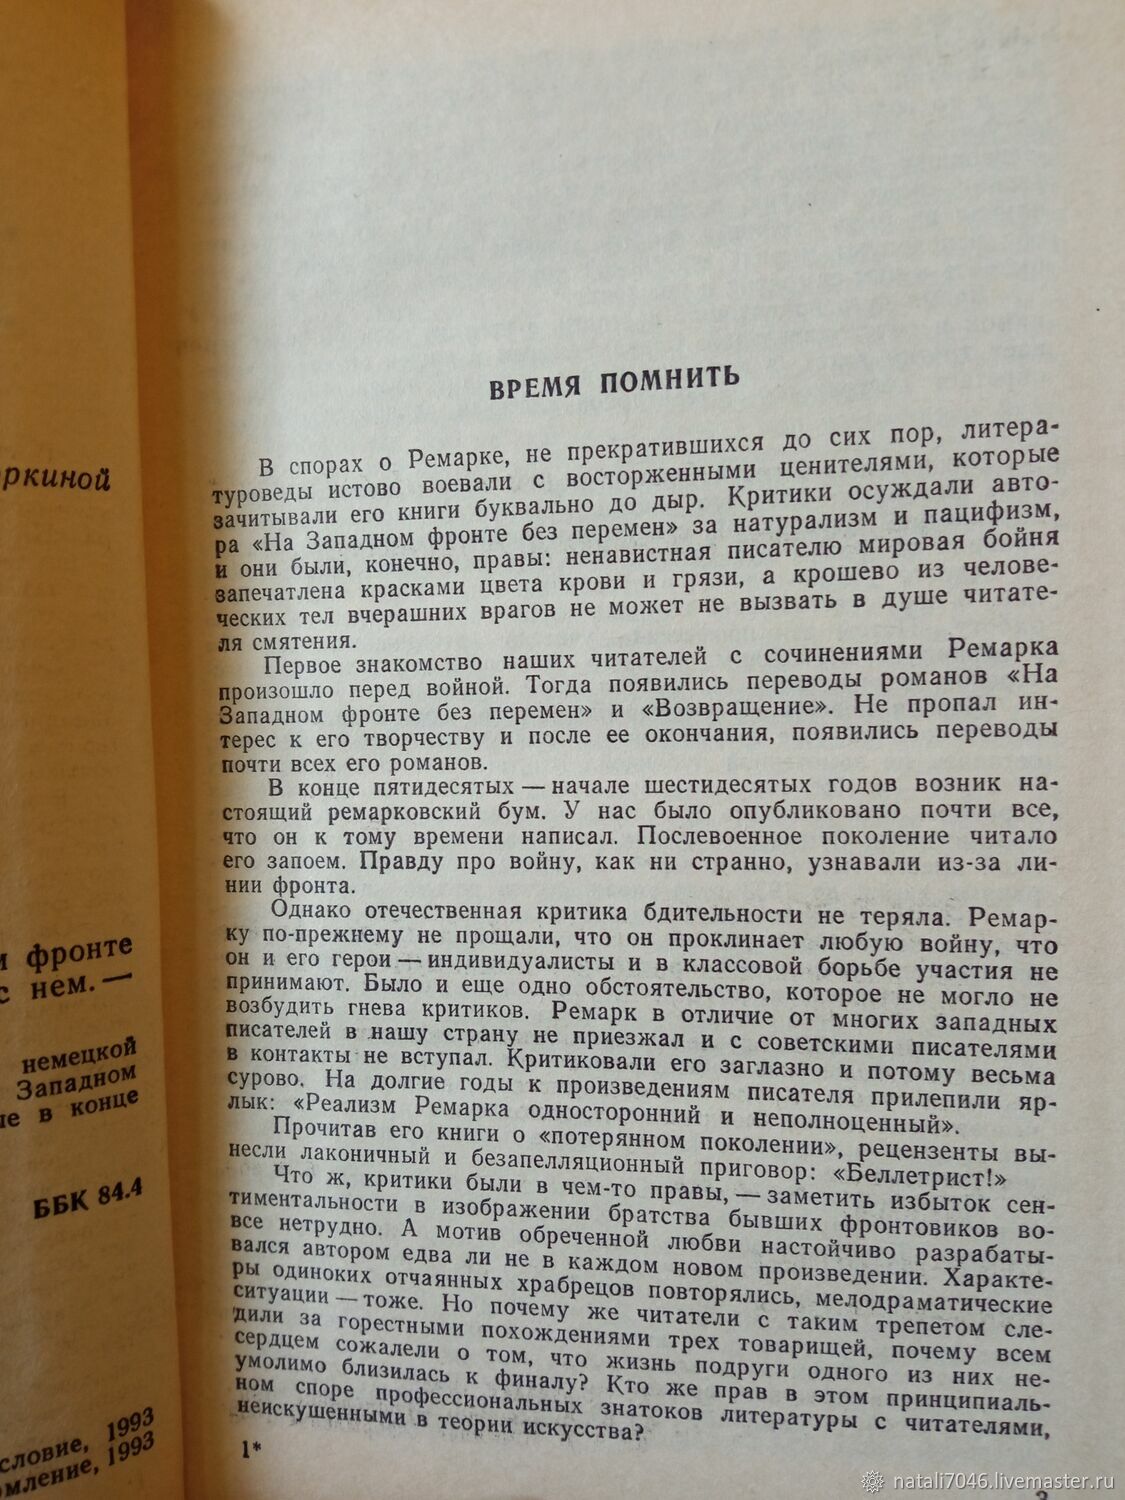 ркиной
и фронте
с нем. —
немецкой
Западном
ые в конце
ББК 84.4
словие, 1993
омление, 1993
ВРЕМЯ ПОМНИТЬ
В спорах о Ремарке, не прекратившихся до сих пор, литера-
туроведы истово воевали с восторженными ценителями, которые
зачитывали его книги буквально до дыр. Критики осуждали авто-
ра «На Западном фронте без перемен» за натурализм и пацифизм,
и они были, конечно, правы: ненавистная писателю мировая бойня
запечатлена красками цвета крови и грязи, а крошево из челове-
ческих тел вчерашних врагов не может не вызвать в душе читате-
ля смятения.
Первое знакомство наших читателей с сочинениями Ремарка
произошло перед войной. Тогда появились переводы романов «На
Западном фронте без перемен» и «Возвращение». Не пропал ин-
терес к его творчеству и после ее окончания, появились переводы
почти всех его романов.
В конце пятидесятых — начале шестидесятых годов возник на-
стоящий ремарковский бум. У нас было опубликовано почти все,
что он к тому времени написал. Послевоенное поколение читало
его запоем. Правду про войну, как ни странно, узнавали из-за ли-
нии фронта.
Однако отечественная критика бдительности не теряла. Ремар-
ку по-прежнему не прощали, что он проклинает любую войну, что
он и его герои — индивидуалисты и в классовой борьбе участия не
принимают. Было и еще одно обстоятельство, которое не могло не
возбудить гнева критиков. Ремарк в отличие от многих западных
писателей в нашу страну не приезжал и с советскими писателями
в контакты не вступал. Критиковали его заглазно и потому весьма
сурово. На долгие годы к произведениям писателя прилепили яр-
лык: «Реализм Ремарка односторонний и неполноценный».
Прочитав его книги о «потерянном поколении», рецензенты вы-
несли лаконичный и безапелляционный приговор: «Беллетрист!»
Что ж, критики были в чем-то правы, — заметить избыток сен-
тиментальности в изображении братства бывших фронтовиков во-
все нетрудно. А мотив обреченной любви настойчиво разрабаты-
вался автором едва ли не в каждом новом произведении. Характе-
ры одиноких отчаянных храбрецов повторялись, мелодраматические
ситуации — тоже. Но почему же читатели с таким трепетом сле-
дили за горестными похождениями трех товарищей, почему всем
сердцем сожалели о том, что жизнь подруги одного из них не-
умолимо близилась к финалу? Кто же прав в этом принципиаль-
ном споре профессиональных знатоков литературы с читателями,
неискушенными в теории искусства?
1*
3
natali7046.livemaster.ru